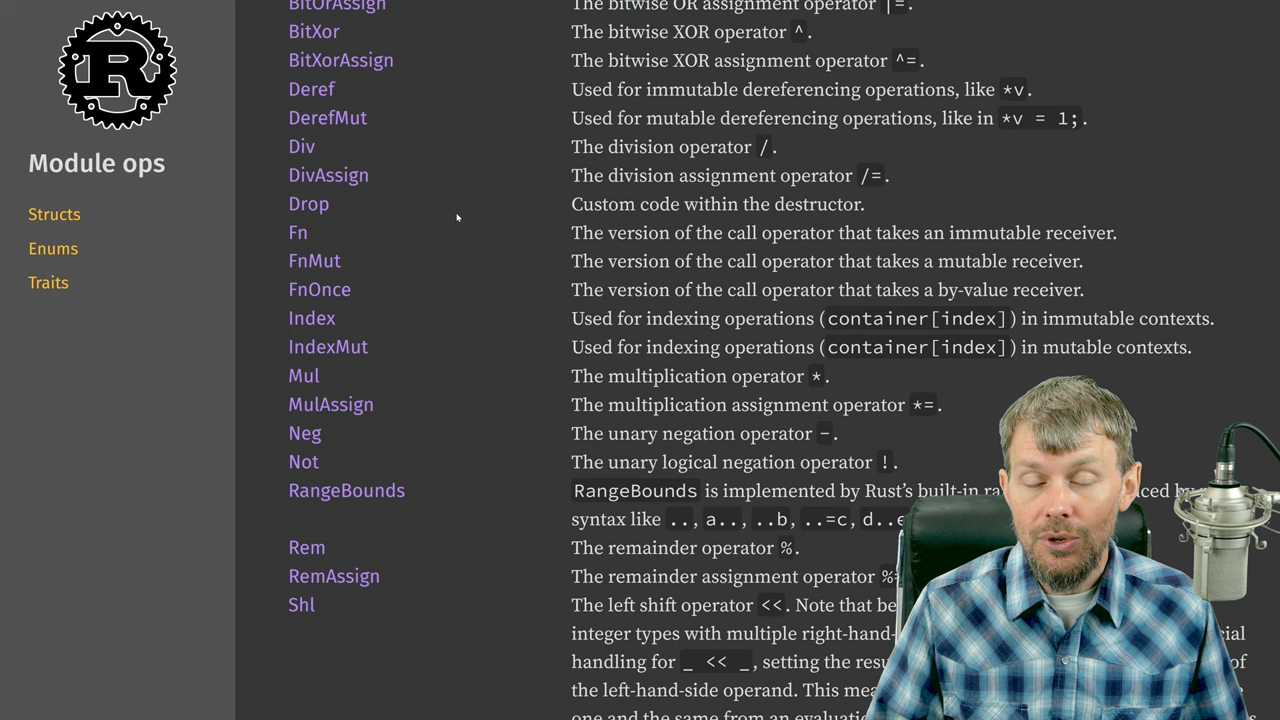 Module ops
Structs
Enums
Traits
BitOrAssign The bitwise OR assignment operator |=.
BitXor The bitwise XOR operator ^.
BitXorAssign The bitwise XOR assignment operator ^=.
Deref Used for immutable dereferencing operations, like *v.
DerefMut Used for mutable dereferencing operations, like in *v = 1;.
Div The division operator /.
DivAssign The division assignment operator /=.
Drop Custom code within the destructor.
Fn The version of the call operator that takes an immutable receiver.
FnMut The version of the call operator that takes a mutable receiver.
FnOnce The version of the call operator that takes a by-value receiver.
Index Used for indexing operations (container[index]) in immutable contexts.
IndexMut Used for indexing operations (container[index]) in mutable contexts.
Mul The multiplication operator *.
MulAssign The multiplication assignment operator *=.
Neg The unary negation operator -.
Not The unary logical negation operator !.
RangeBounds RangeBounds is implemented by Rust’s built-in
syntax like .., a.., ..b, ..=c,
Rem The remainder operator %.
RemAssign The remainder assignment operator
Shl The left shift operator <<. Note that
integer types with multiple right-hand-
handling for _ << _, setting the of
the left-hand-side operand. This
one and the same from an